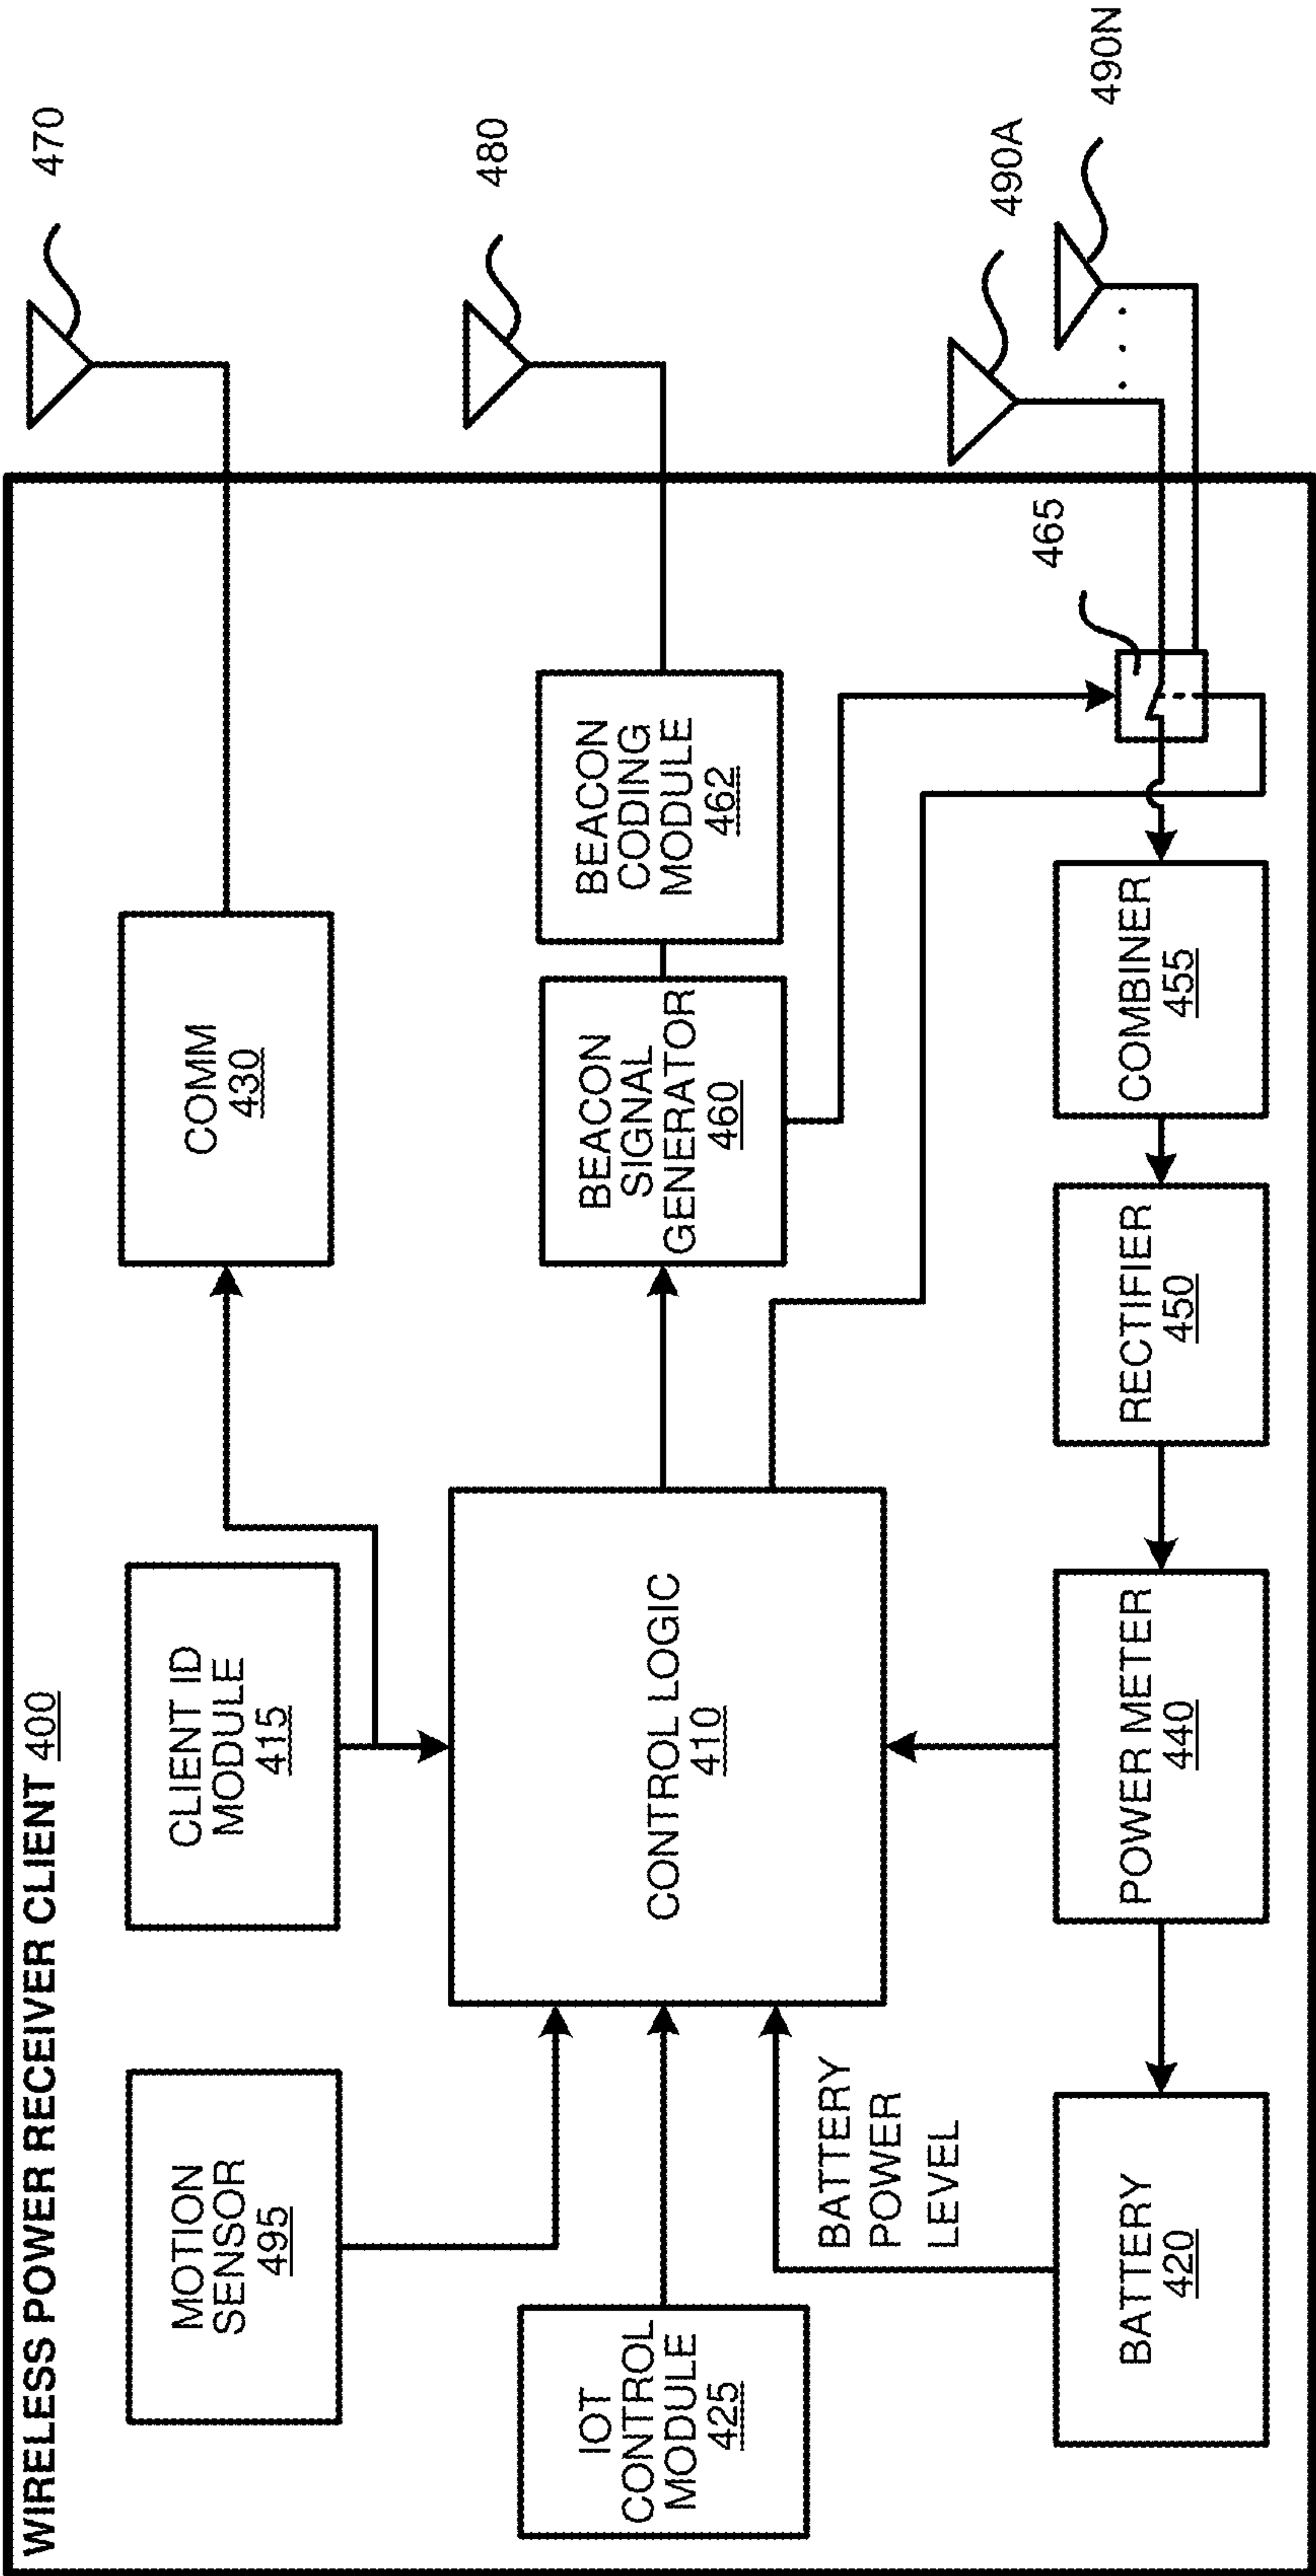 WIRELESS POWER RECEIVER CLIENT 400
MOTION
SENSOR
495
CLIENT ID
MODULE
415
COMM
430
470
IOT
CONTROL
MODULE
425
CONTROL LOGIC
410
BEACON
SIGNAL
GENERATOR
460
BEACON
CODING
MODULE
462
480
BATTERY
POWER
LEVEL
BATTERY
420
POWER METER
440
RECTIFIER
450
COMBINER
455
465
490A
490N